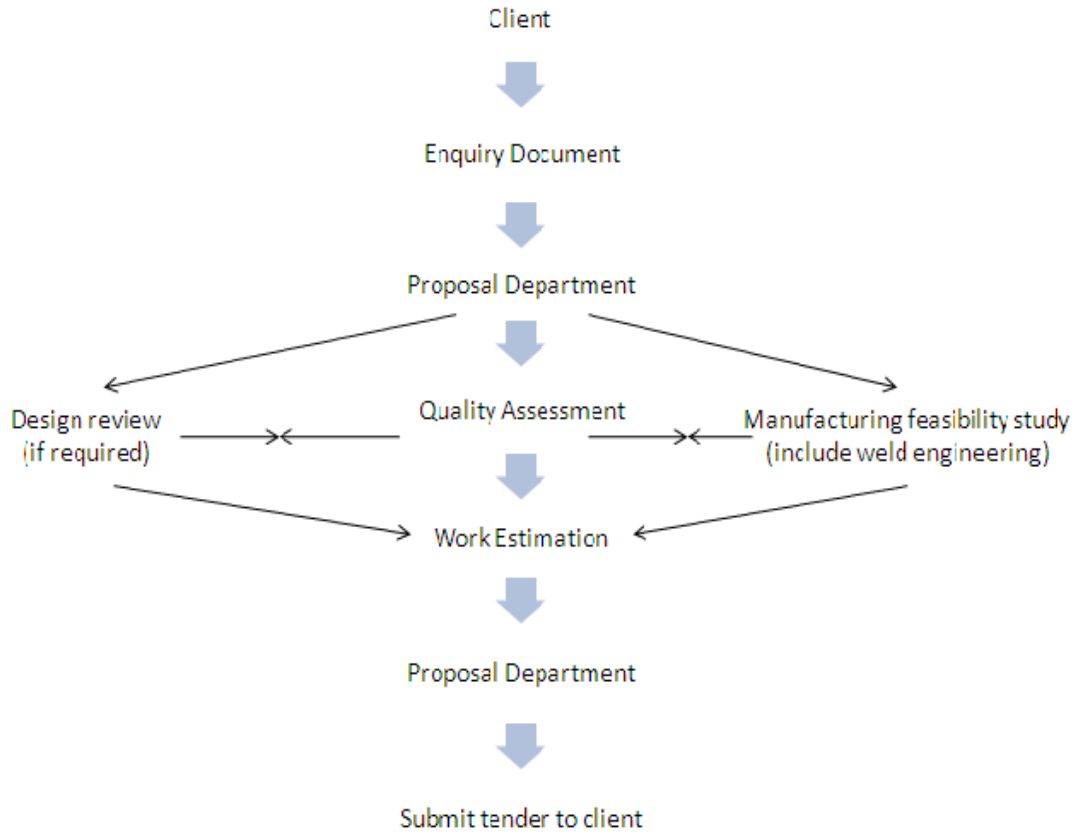 Client
Enquiry Document
Proposal Department
Design review
(if required)
Quality Assessment
Manufacturing feasibility study
(include weld engineering)
Work Estimation
Proposal Department
Submit tender to client